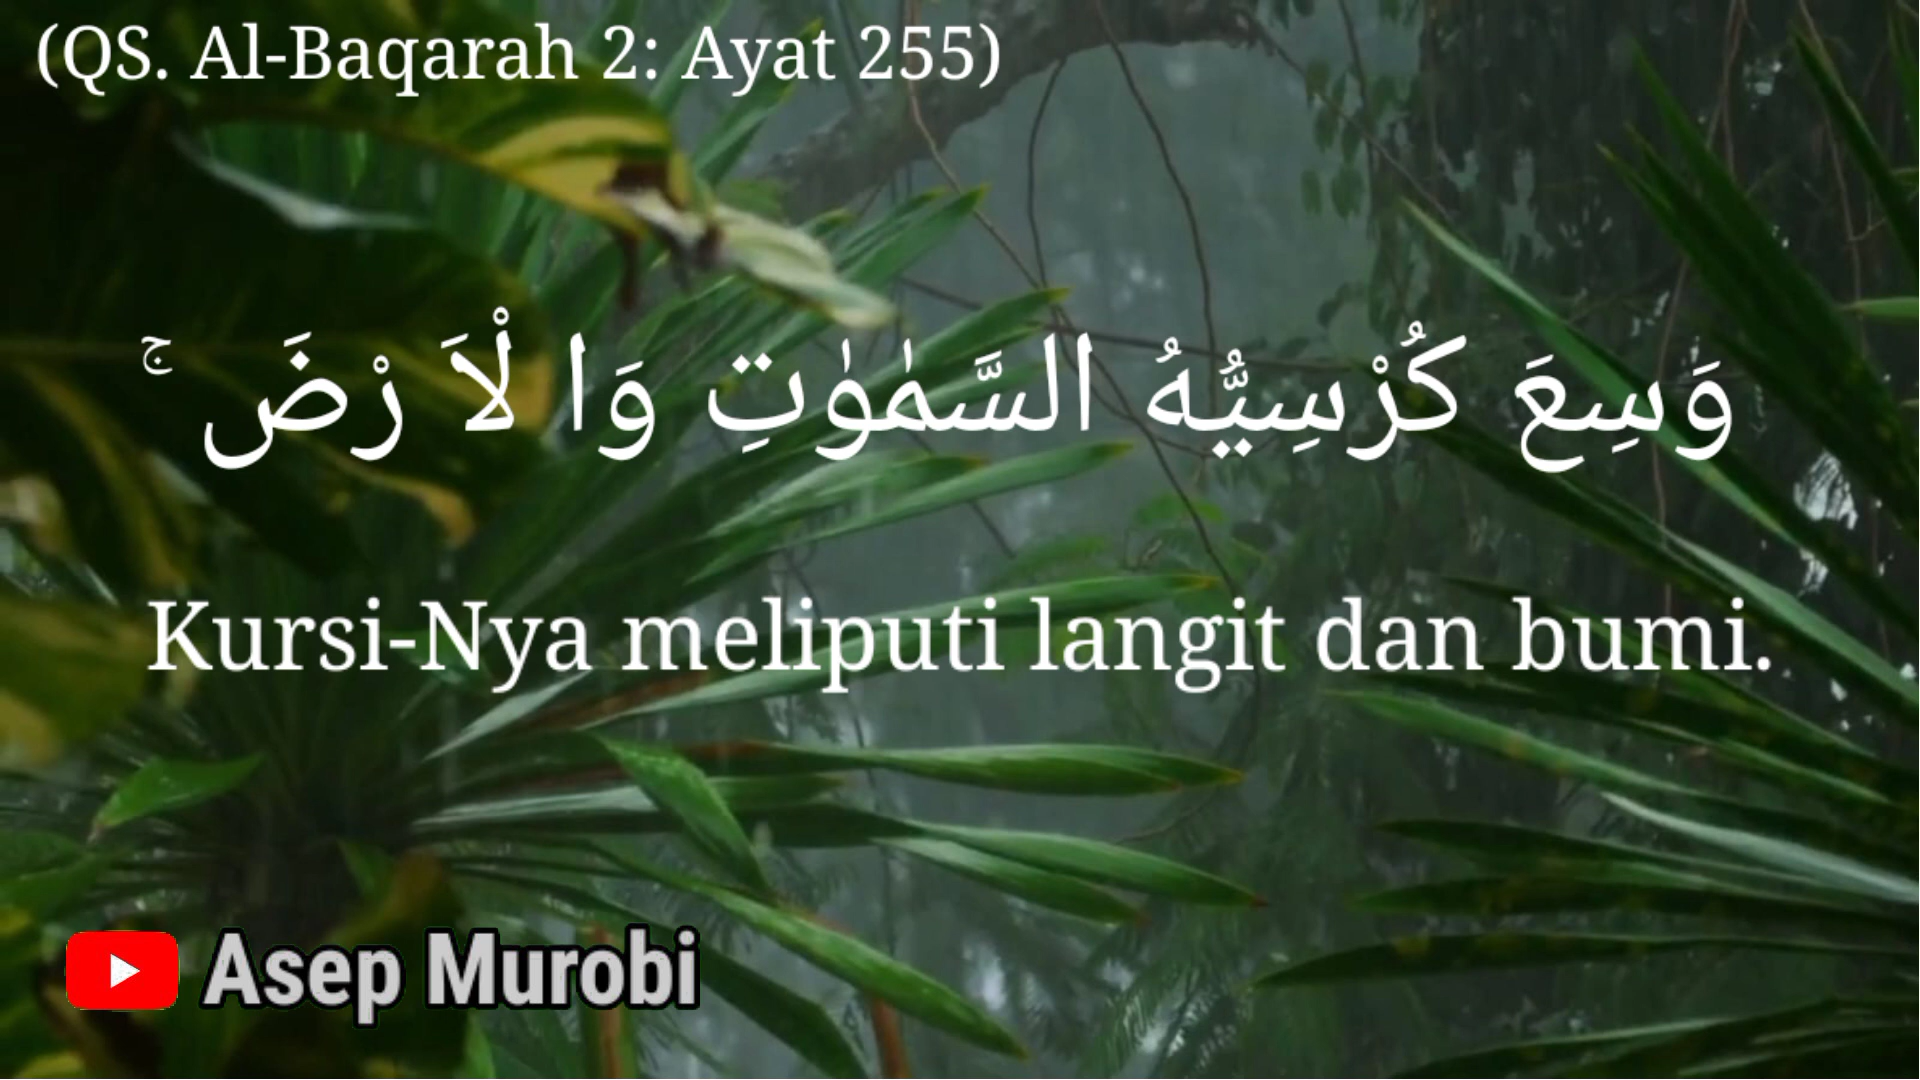 (QS. Al-Baqarah 2: Ayat 255)
وَسِعَ كُرْسِيُّهُ السَّمٰوٰتِ وَا لْاَ رْضَ ۚ
Kursi-Nya meliputi langit dan bumi.
Asep Murobi